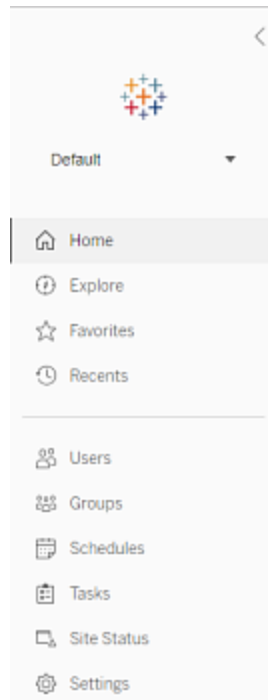 Default
Home
Explore
Favorites
Recents
Users
Groups
Schedules
Tasks
Site Status
Settings